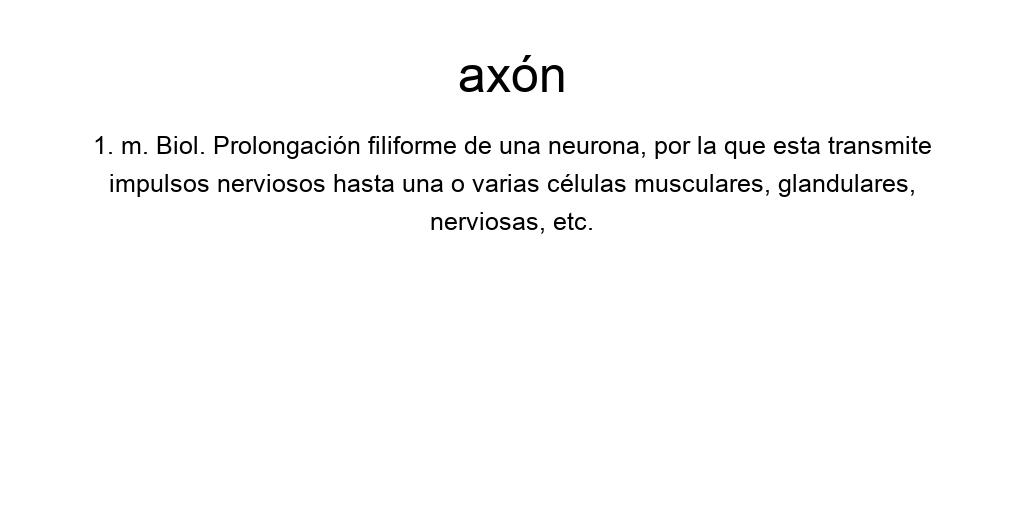 axón
1. m. Biol. Prolongación filiforme de una neurona, por la que esta transmite
impulsos nerviosos hasta una o varias células musculares, glandulares,
nerviosas, etc.